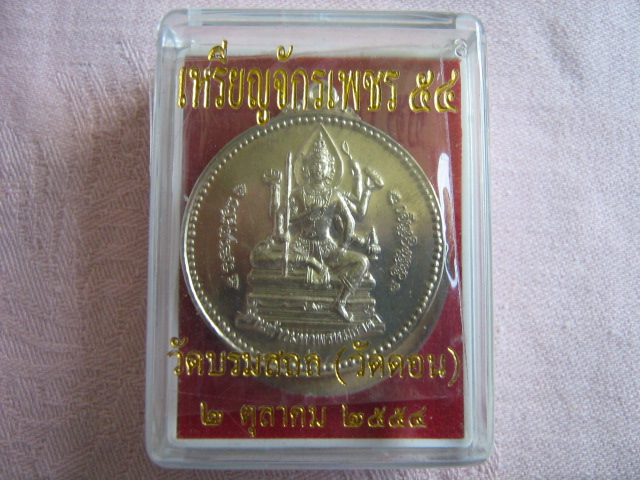 เหรียญจักรเพชร ๕๔
วัดบรมสถล (วัดดอน)
๒ ตุลาคม ๒๕๕๔